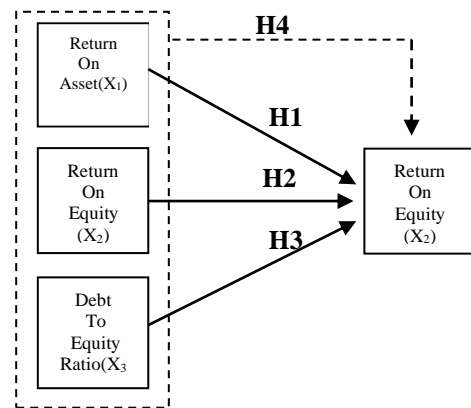 H4
Return
On
Asset(X₁)
H1
Return
On
Equity
(X₂)
H2
Return
On
Equity
(X₂)
H3
Debt
To
Equity
Ratio(X₃